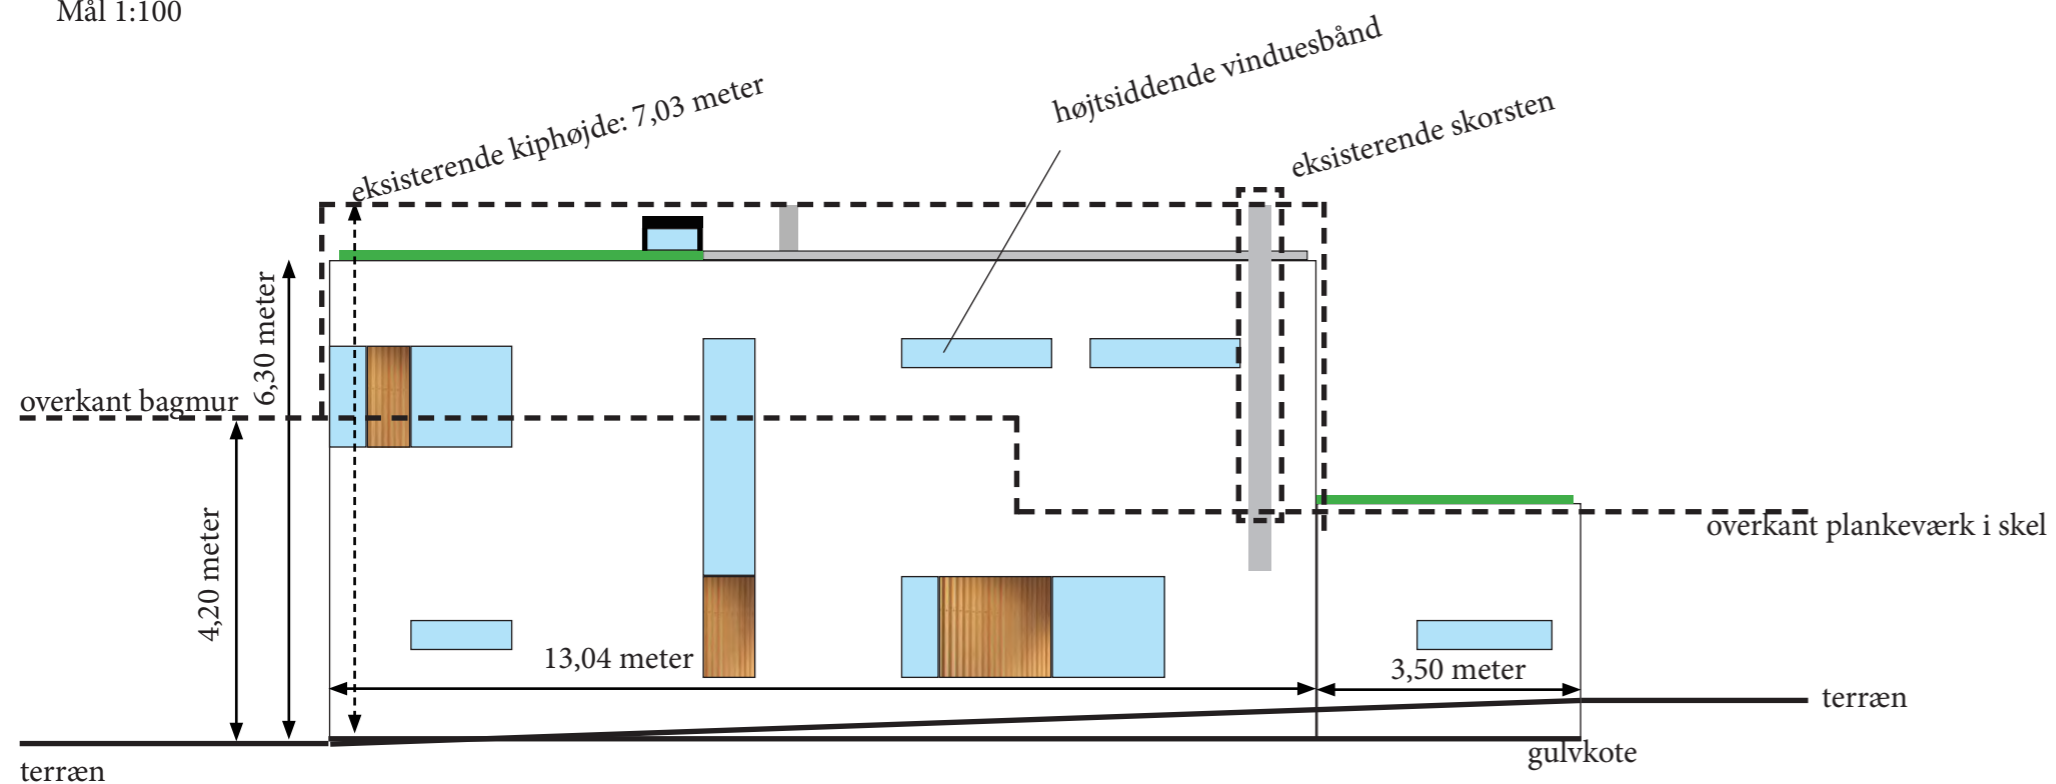 Mål 1:100
eksisterende kiphøjde: 7,03 meter
højtsiddende vinduesbånd
eksisterende skorsten
6,30 meter
overkant bagmur
4,20 meter
overkant plankeværk i skel
13,04 meter
3,50 meter
terræn
gulvkote
terræn